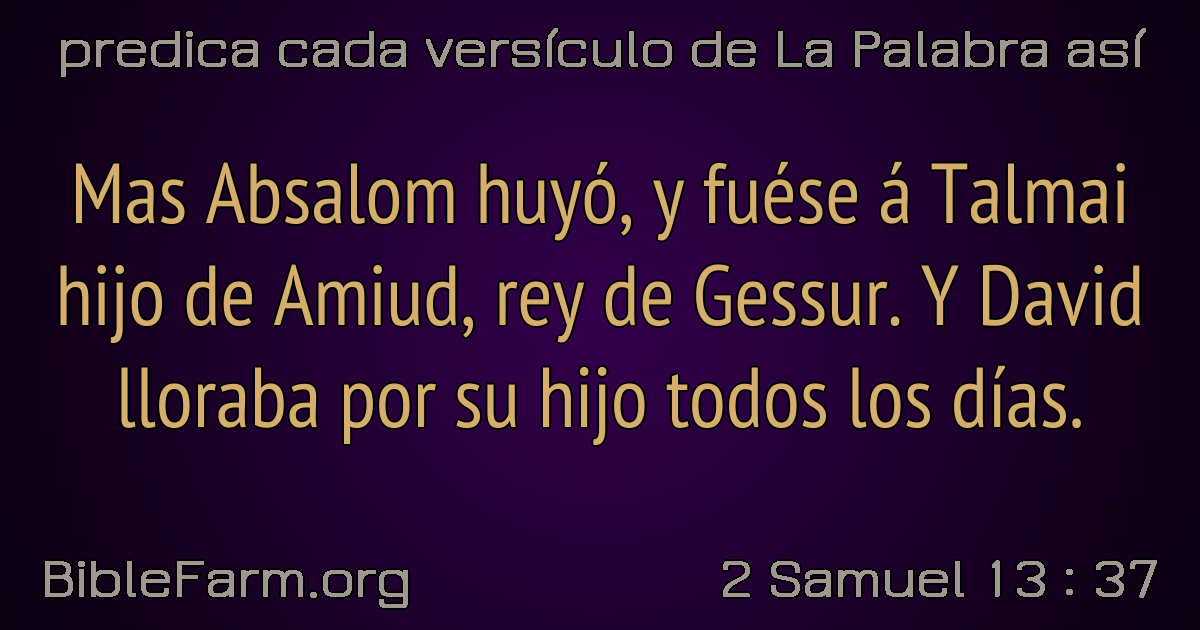 predica cada versículo de La Palabra así
Mas Absalom huyó, y fuése á Talmai
hijo de Amiud, rey de Gessur. Y David
lloraba por su hijo todos los días.
BibleFarm.org
2 Samuel 13 : 37